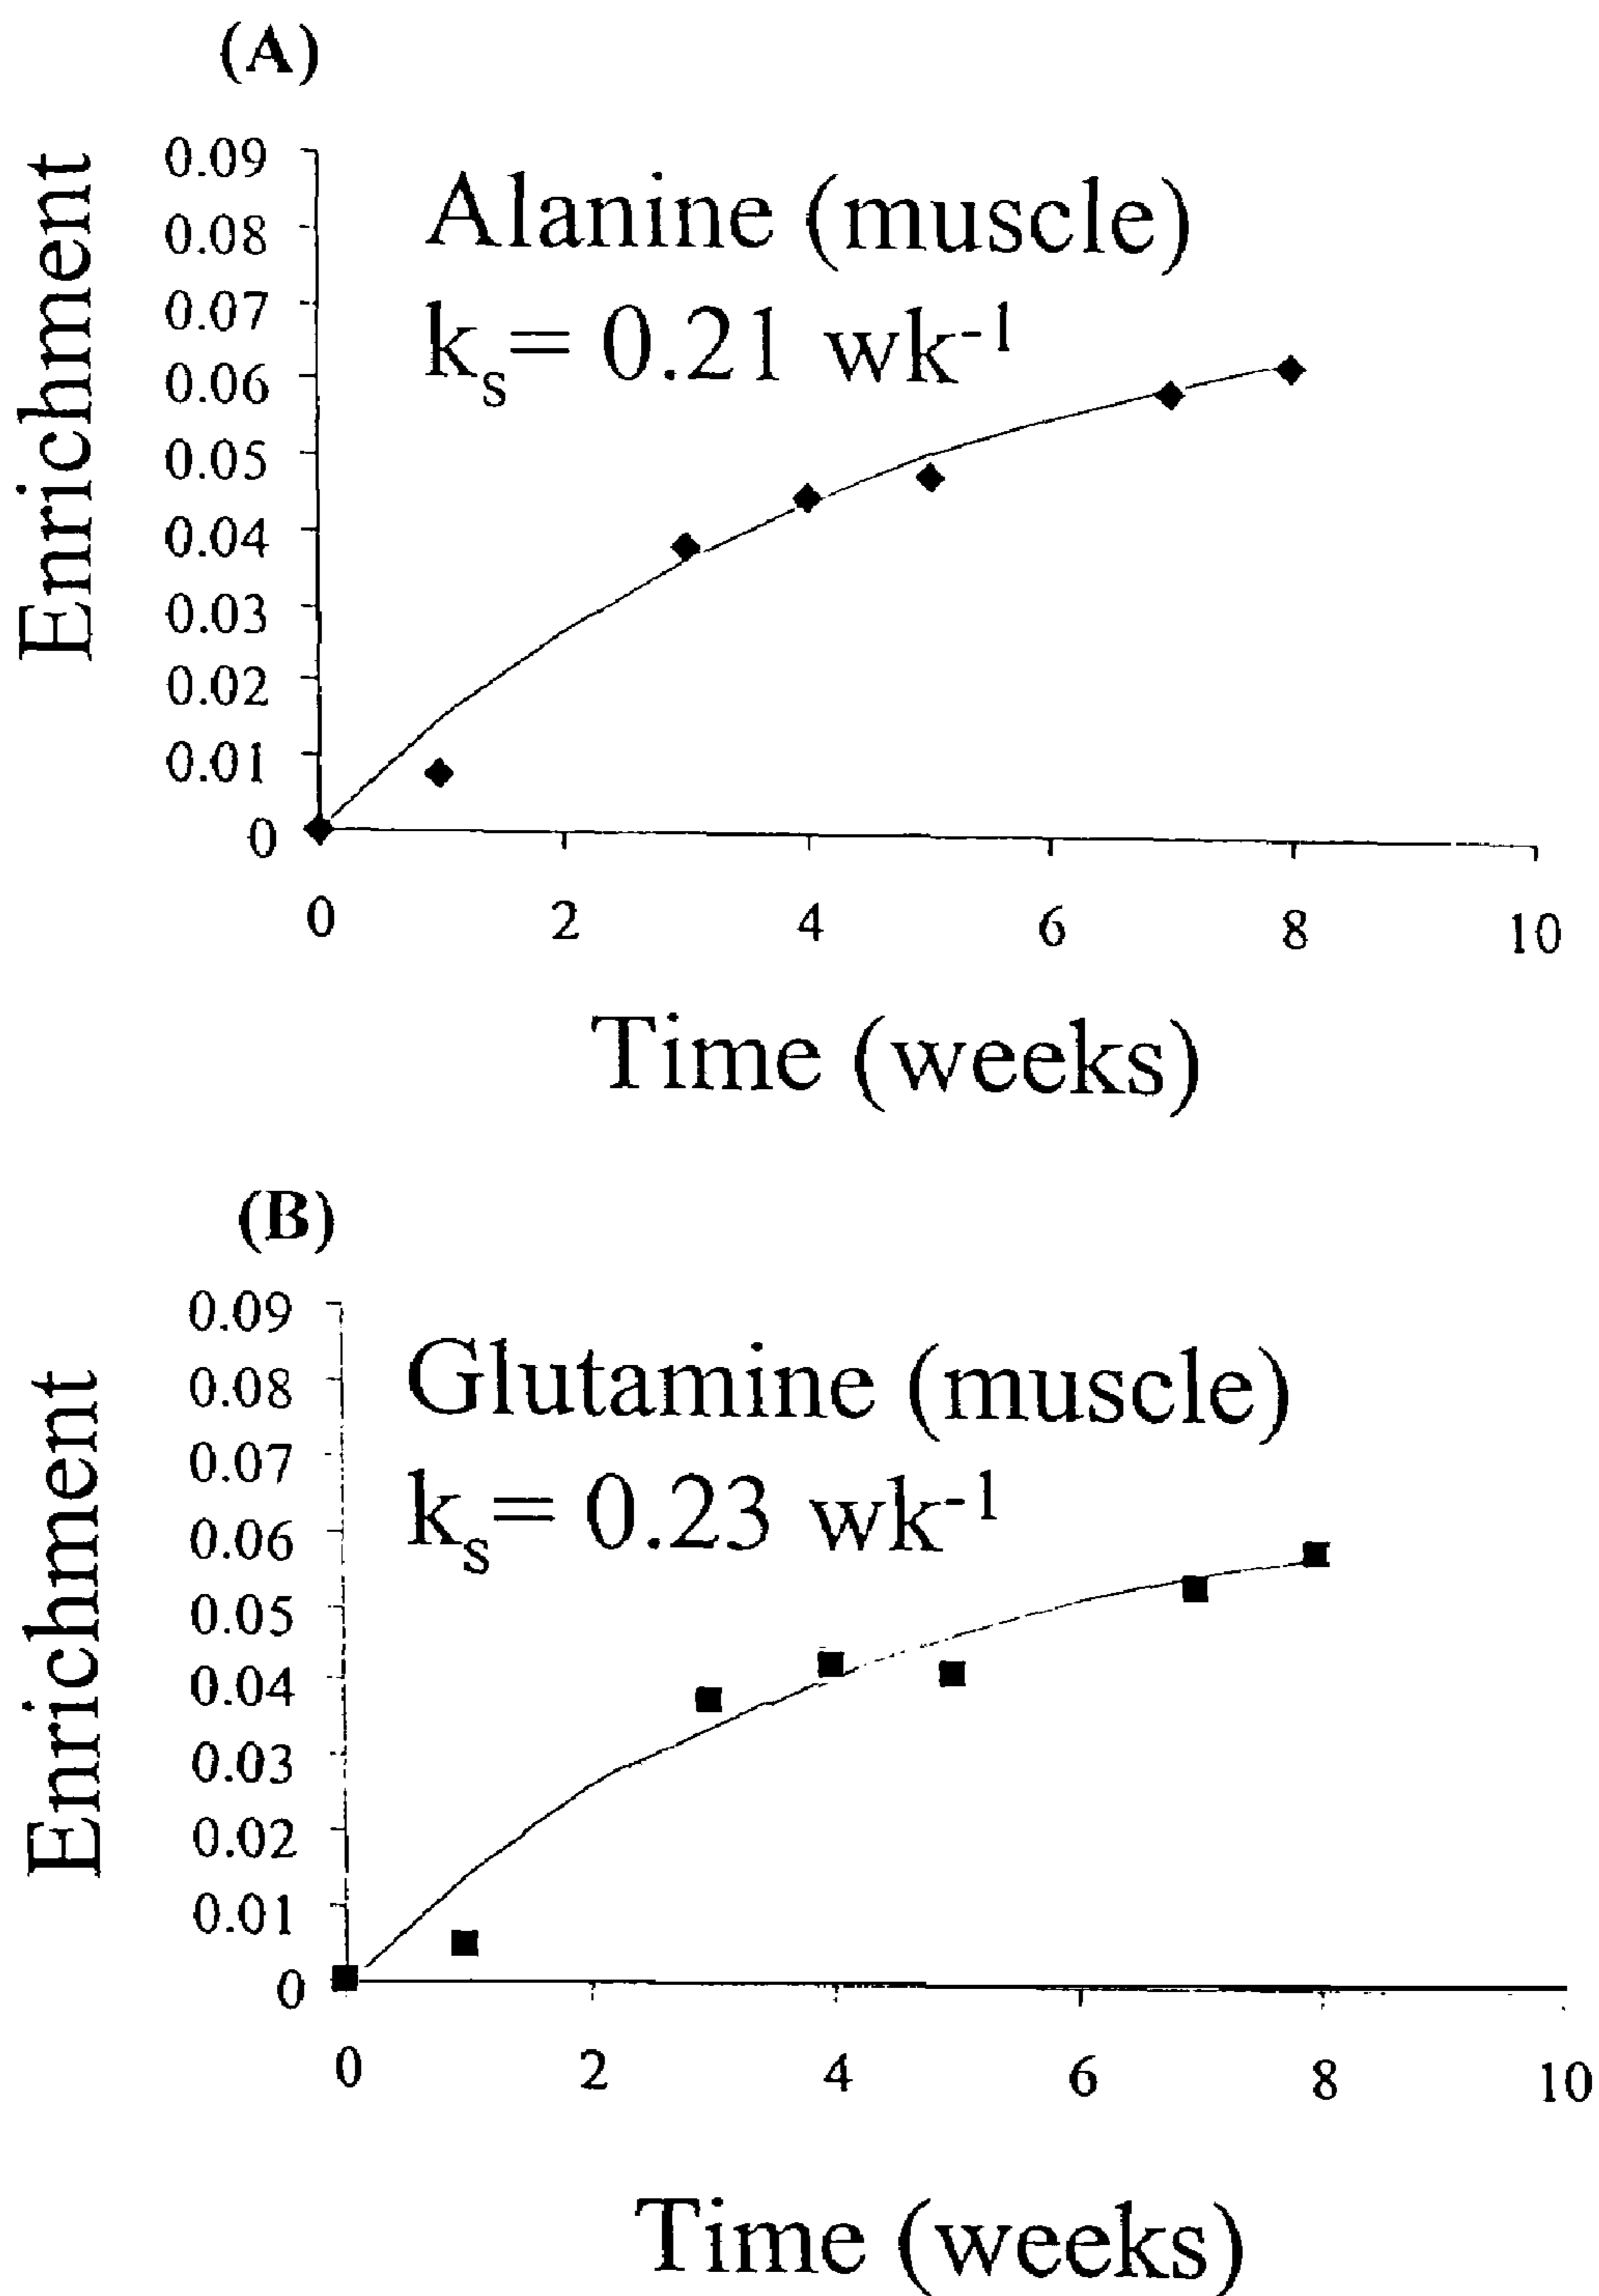 (A)
Enrichment
0.09
0.08
0.07
0.06
0.05
0.04
0.03
0.02
0.01
0
Alanine (muscle)
kₛ= 0.21 wk⁻¹
0 2 4 6 8 10
Time (weeks)
(B)
Enrichment
0.09
0.08
0.07
0.06
0.05
0.04
0.03
0.02
0.01
0
Glutamine (muscle)
kₛ= 0.23 wk⁻¹
0 2 4 6 8 10
Time (weeks)